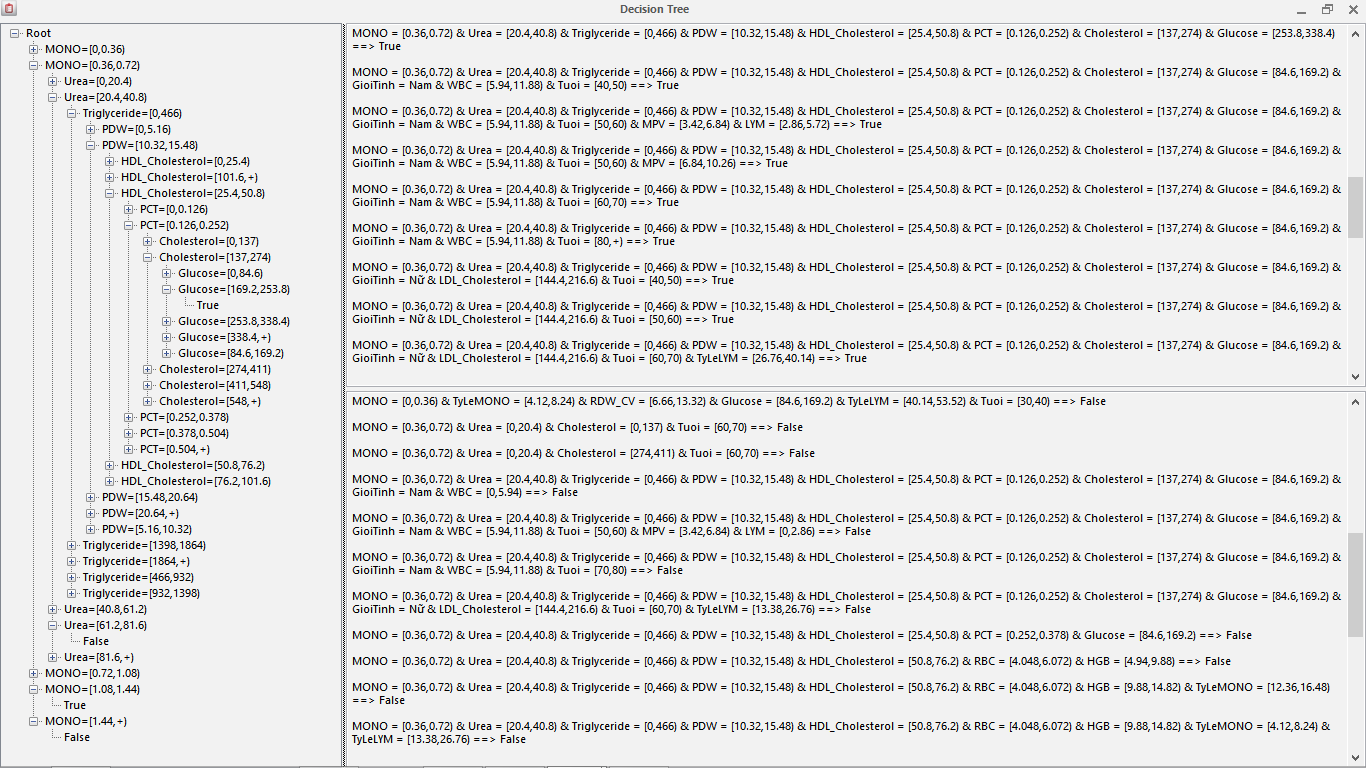 Decision Tree
Root
MONO=[0,0.36)
MONO=[0.36,0.72)
Urea=[0,20.4)
Urea=[20.4,40.8)
Triglyceride=[0,466)
PDW=[0,5.16)
PDW=[10.32,15.48)
HDL_Cholesterol=[0,25.4)
HDL_Cholesterol=[101.6,+)
HDL_Cholesterol=[25.4,50.8)
PCT=[0,0.126)
PCT=[0.126,0.252)
Cholesterol=[0,137)
Cholesterol=[137,274)
Glucose=[0,84.6)
Glucose=[169.2,253.8)
True
Glucose=[253.8,338.4)
Glucose=[338.4,+)
Glucose=[84.6,169.2)
Cholesterol=[274,411)
Cholesterol=[411,548)
Cholesterol=[548,+)
PCT=[0.252,0.378)
PCT=[0.378,0.504)
PCT=[0.504,+)
HDL_Cholesterol=[50.8,76.2)
HDL_Cholesterol=[76.2,101.6)
PDW=[15.48,20.64)
PDW=[20.64,+)
PDW=[5.16,10.32)
Triglyceride=[1398,1864)
Triglyceride=[1864,+)
Triglyceride=[466,932)
Triglyceride=[932,1398)
Urea=[40.8,61.2)
Urea=[61.2,81.6)
False
Urea=[81.6,+)
MONO=[0.72,1.08)
MONO=[1.08,1.44)
True
MONO=[1.44,+)
False
MONO = [0.36,0.72) & Urea = [20.4,40.8) & Triglyceride = [0,466) & PDW = [10.32,15.48) & HDL_Cholesterol = [25.4,50.8) & PCT = [0.126,0.252) & Cholesterol = [137,274) & Glucose = [253.8,338.4)
==> True
MONO = [0.36,0.72) & Urea = [20.4,40.8) & Triglyceride = [0,466) & PDW = [10.32,15.48) & HDL_Cholesterol = [25.4,50.8) & PCT = [0.126,0.252) & Cholesterol = [137,274) & Glucose = [84.6,169.2) &
GioiTinh = Nam & WBC = [5.94,11.88) & Tuoi = [40,50) ==> True
MONO = [0.36,0.72) & Urea = [20.4,40.8) & Triglyceride = [0,466) & PDW = [10.32,15.48) & HDL_Cholesterol = [25.4,50.8) & PCT = [0.126,0.252) & Cholesterol = [137,274) & Glucose = [84.6,169.2) &
GioiTinh = Nam & WBC = [5.94,11.88) & Tuoi = [50,60) & MPV = [3.42,6.84) & LYM = [2.86,5.72) ==> True
MONO = [0.36,0.72) & Urea = [20.4,40.8) & Triglyceride = [0,466) & PDW = [10.32,15.48) & HDL_Cholesterol = [25.4,50.8) & PCT = [0.126,0.252) & Cholesterol = [137,274) & Glucose = [84.6,169.2) &
GioiTinh = Nam & WBC = [5.94,11.88) & Tuoi = [50,60) & MPV = [6.84,10.26) ==> True
MONO = [0.36,0.72) & Urea = [20.4,40.8) & Triglyceride = [0,466) & PDW = [10.32,15.48) & HDL_Cholesterol = [25.4,50.8) & PCT = [0.126,0.252) & Cholesterol = [137,274) & Glucose = [84.6,169.2) &
GioiTinh = Nam & WBC = [5.94,11.88) & Tuoi = [60,70) ==> True
MONO = [0.36,0.72) & Urea = [20.4,40.8) & Triglyceride = [0,466) & PDW = [10.32,15.48) & HDL_Cholesterol = [25.4,50.8) & PCT = [0.126,0.252) & Cholesterol = [137,274) & Glucose = [84.6,169.2) &
GioiTinh = Nam & WBC = [5.94,11.88) & Tuoi = [80,+) ==> True
MONO = [0.36,0.72) & Urea = [20.4,40.8) & Triglyceride = [0,466) & PDW = [10.32,15.48) & HDL_Cholesterol = [25.4,50.8) & PCT = [0.126,0.252) & Cholesterol = [137,274) & Glucose = [84.6,169.2) &
GioiTinh = Nữ & LDL_Cholesterol = [144.4,216.6) & Tuoi = [40,50) ==> True
MONO = [0.36,0.72) & Urea = [20.4,40.8) & Triglyceride = [0,466) & PDW = [10.32,15.48) & HDL_Cholesterol = [25.4,50.8) & PCT = [0.126,0.252) & Cholesterol = [137,274) & Glucose = [84.6,169.2) &
GioiTinh = Nữ & LDL_Cholesterol = [144.4,216.6) & Tuoi = [50,60) ==> True
MONO = [0.36,0.72) & Urea = [20.4,40.8) & Triglyceride = [0,466) & PDW = [10.32,15.48) & HDL_Cholesterol = [25.4,50.8) & PCT = [0.126,0.252) & Cholesterol = [137,274) & Glucose = [84.6,169.2) &
GioiTinh = Nữ & LDL_Cholesterol = [144.4,216.6) & Tuoi = [60,70) & TyLeLYM = [26.76,40.14) ==> True
MONO = [0,0.36) & TyLeMONO = [4.12,8.24) & RDW_CV = [6.66,13.32) & Glucose = [84.6,169.2) & TyLeLYM = [40.14,53.52) & Tuoi = [30,40) ==> False
MONO = [0.36,0.72) & Urea = [0,20.4) & Cholesterol = [0,137) & Tuoi = [60,70) ==> False
MONO = [0.36,0.72) & Urea = [0,20.4) & Cholesterol = [274,411) & Tuoi = [60,70) ==> False
MONO = [0.36,0.72) & Urea = [20.4,40.8) & Triglyceride = [0,466) & PDW = [10.32,15.48) & HDL_Cholesterol = [25.4,50.8) & PCT = [0.126,0.252) & Cholesterol = [137,274) & Glucose = [84.6,169.2) &
GioiTinh = Nam & WBC = [0,5.94) ==> False
MONO = [0.36,0.72) & Urea = [20.4,40.8) & Triglyceride = [0,466) & PDW = [10.32,15.48) & HDL_Cholesterol = [25.4,50.8) & PCT = [0.126,0.252) & Cholesterol = [137,274) & Glucose = [84.6,169.2) &
GioiTinh = Nam & WBC = [5.94,11.88) & Tuoi = [50,60) & MPV = [3.42,6.84) & LYM = [0,2.86) ==> False
MONO = [0.36,0.72) & Urea = [20.4,40.8) & Triglyceride = [0,466) & PDW = [10.32,15.48) & HDL_Cholesterol = [25.4,50.8) & PCT = [0.126,0.252) & Cholesterol = [137,274) & Glucose = [84.6,169.2) &
GioiTinh = Nam & WBC = [5.94,11.88) & Tuoi = [70,80) ==> False
MONO = [0.36,0.72) & Urea = [20.4,40.8) & Triglyceride = [0,466) & PDW = [10.32,15.48) & HDL_Cholesterol = [25.4,50.8) & PCT = [0.126,0.252) & Cholesterol = [137,274) & Glucose = [84.6,169.2) &
GioiTinh = Nữ & LDL_Cholesterol = [144.4,216.6) & Tuoi = [60,70) & TyLeLYM = [13.38,26.76) ==> False
MONO = [0.36,0.72) & Urea = [20.4,40.8) & Triglyceride = [0,466) & PDW = [10.32,15.48) & HDL_Cholesterol = [25.4,50.8) & PCT = [0.252,0.378) & Glucose = [84.6,169.2) ==> False
MONO = [0.36,0.72) & Urea = [20.4,40.8) & Triglyceride = [0,466) & PDW = [10.32,15.48) & HDL_Cholesterol = [50.8,76.2) & RBC = [4.048,6.072) & HGB = [4.94,9.88) ==> False
MONO = [0.36,0.72) & Urea = [20.4,40.8) & Triglyceride = [0,466) & PDW = [10.32,15.48) & HDL_Cholesterol = [50.8,76.2) & RBC = [4.048,6.072) & HGB = [9.88,14.82) & TyLeMONO = [12.36,16.48)
==> False
MONO = [0.36,0.72) & Urea = [20.4,40.8) & Triglyceride = [0,466) & PDW = [10.32,15.48) & HDL_Cholesterol = [50.8,76.2) & RBC = [4.048,6.072) & HGB = [9.88,14.82) & TyLeMONO = [4.12,8.24) &
TyLeLYM = [13.38,26.76) ==> False